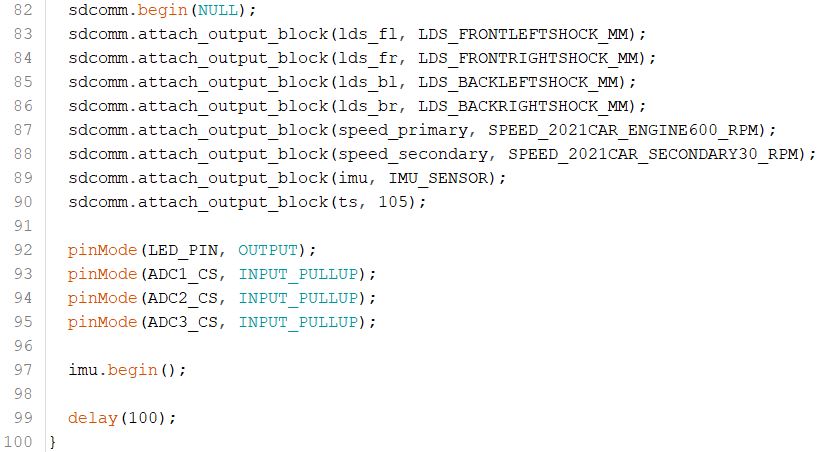 82 sdcomm.begin(NULL);
83 sdcomm.attach_output_block(lds_fl, LDS_FRONTLEFTSHOCK_MM);
84 sdcomm.attach_output_block(lds_fr, LDS_FRONTRIGHTSHOCK_MM);
85 sdcomm.attach_output_block(lds_bl, LDS_BACKLEFTSHOCK_MM);
86 sdcomm.attach_output_block(lds_br, LDS_BACKRIGHTSHOCK_MM);
87 sdcomm.attach_output_block(speed_primary, SPEED_2021CAR_ENGINE600_RPM);
88 sdcomm.attach_output_block(speed_secondary, SPEED_2021CAR_SECONDARY30_RPM);
89 sdcomm.attach_output_block(imu, IMU_SENSOR);
90 sdcomm.attach_output_block(ts, 105);
91
92 pinMode(LED_PIN, OUTPUT);
93 pinMode(ADC1_CS, INPUT_PULLUP);
94 pinMode(ADC2_CS, INPUT_PULLUP);
95 pinMode(ADC3_CS, INPUT_PULLUP);
96
97 imu.begin();
98
99 delay(100);
100 }